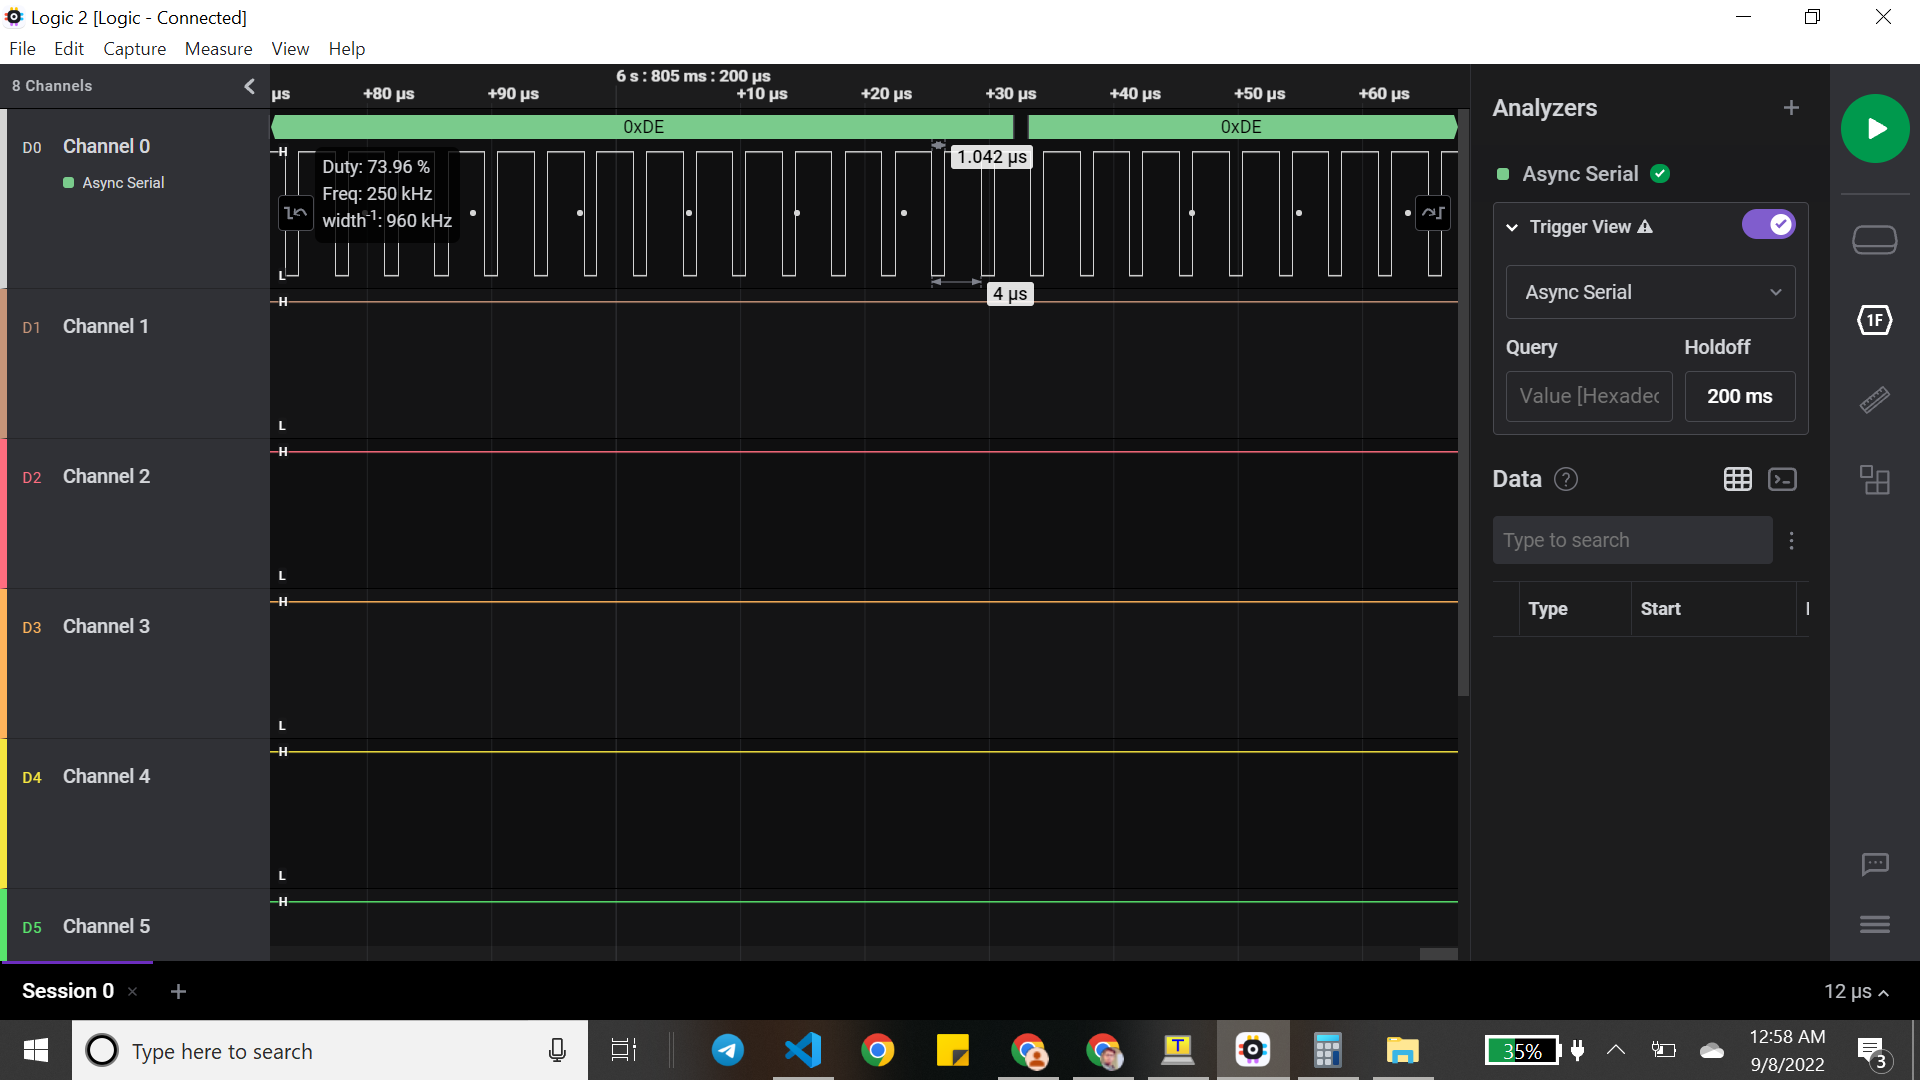 Logic 2 [Logic - Connected]
File Edit Capture Measure View Help
8 Channels
6 s : 805 ms : 200 µs
µs +80 µs +90 µs +10 µs +20 µs +30 µs +40 µs +50 µs +60 µs
0xDE 0xDE
D0 Channel 0
Async Serial
H
L
Duty: 73.96 %
Freq: 250 kHz
width-1: 960 kHz
1.042 µs
4 µs
D1 Channel 1
H
L
D2 Channel 2
H
L
D3 Channel 3
H
L
D4 Channel 4
H
L
D5 Channel 5
H
Analyzers
Async Serial
Trigger View
Async Serial
Query Holdoff
Value [Hexadec 200 ms
Data ?
Type to search
Type Start
1F
Session 0
12 µs
Type here to search
T
35%
12:58 AM
9/8/2022
3